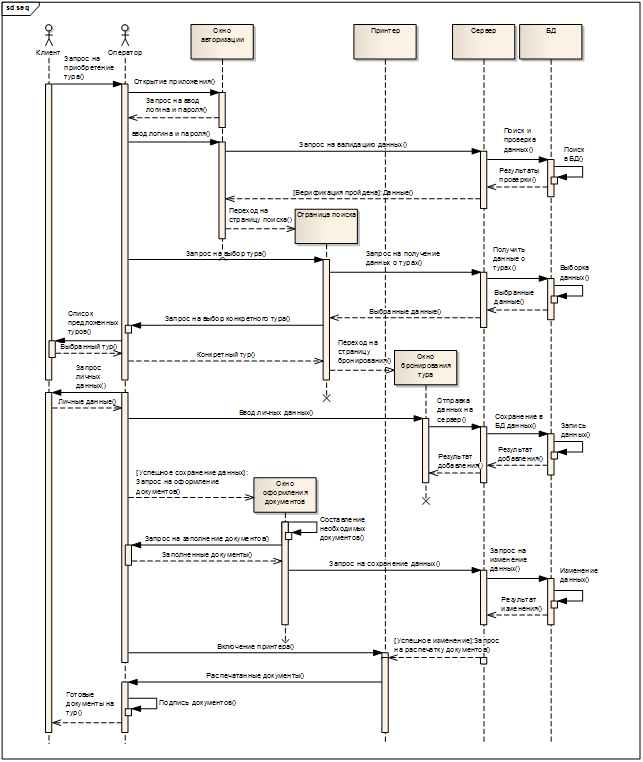 sd seq
Окно
авторизации
Принтер
Сервер
БД
Клиент
Оператор
Запрос на
приобретение
тура()
Открытие приложения()
Запрос на ввод
логина и пароля()
ввод логина и пароля()
Запрос на валидацию данных()
Поиск и
проверка
данных()
Поиск
в БД()
Результаты
проверки()
[Верификация пройдена]:Данные()
Переход на
страницу поиска()
Страница поиска
Запрос на выбор тура()
Запрос на получение
данных о турах()
Получить
данные о
турах()
Выборка
данных()
Выбранные
данные()
Выбранные данные()
Запрос на выбор конкретного тура()
Список
предложенных
туров()
Выбранный тур()
Конкретный тур()
Переход на
страницу
бронирования()
Окно
бронирования
тура
Запрос
личных
данных()
Личные данные()
Ввод личных данных()
Отправка
данных на
сервер()
Сохранение в
БД данных()
Запись
данных()
Результат
добавления()
Результат
добавления()
[Успешное сохранение данных]:
Запрос на оформление
документов()
Окно
оформления
документов
Составление
необходимых
документов()
Запрос на заполнение документов()
Заполненные документы()
Запрос на сохранение данных()
Запрос на
изменение
данных()
Изменение
данных()
Результат
изменения()
[Успешное изменение]:Запрос
на распечатку документов()
Включение принтера()
Распечатанные документы()
Готовые
документы на
тур()
Подпись документов()